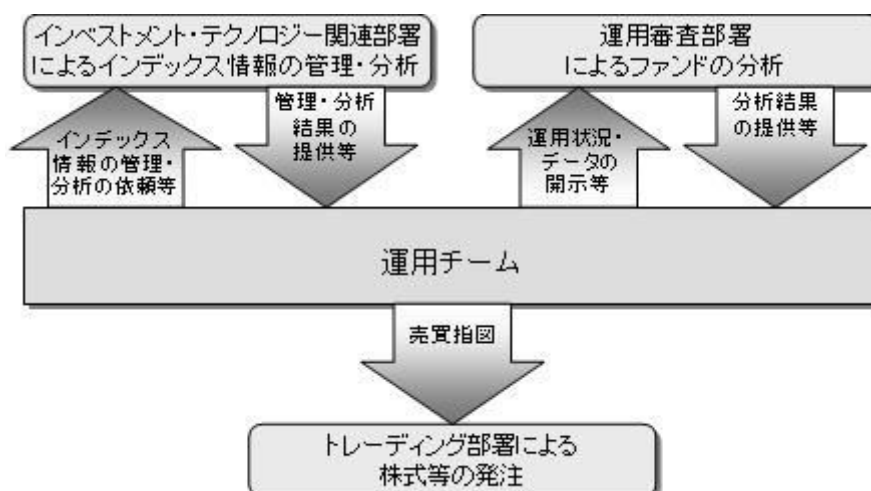 インベストメント・テクノロジー関連部署
によるインデックス情報の管理・分析
運用審査部署
によるファンドの分析
インデックス
情報の管理・
分析の依頼等
管理・分析
結果の
提供等
運用状況・
データの
開示等
分析結果
の提供等
運用チーム
売買指図
トレーディング部署による
株式等の発注